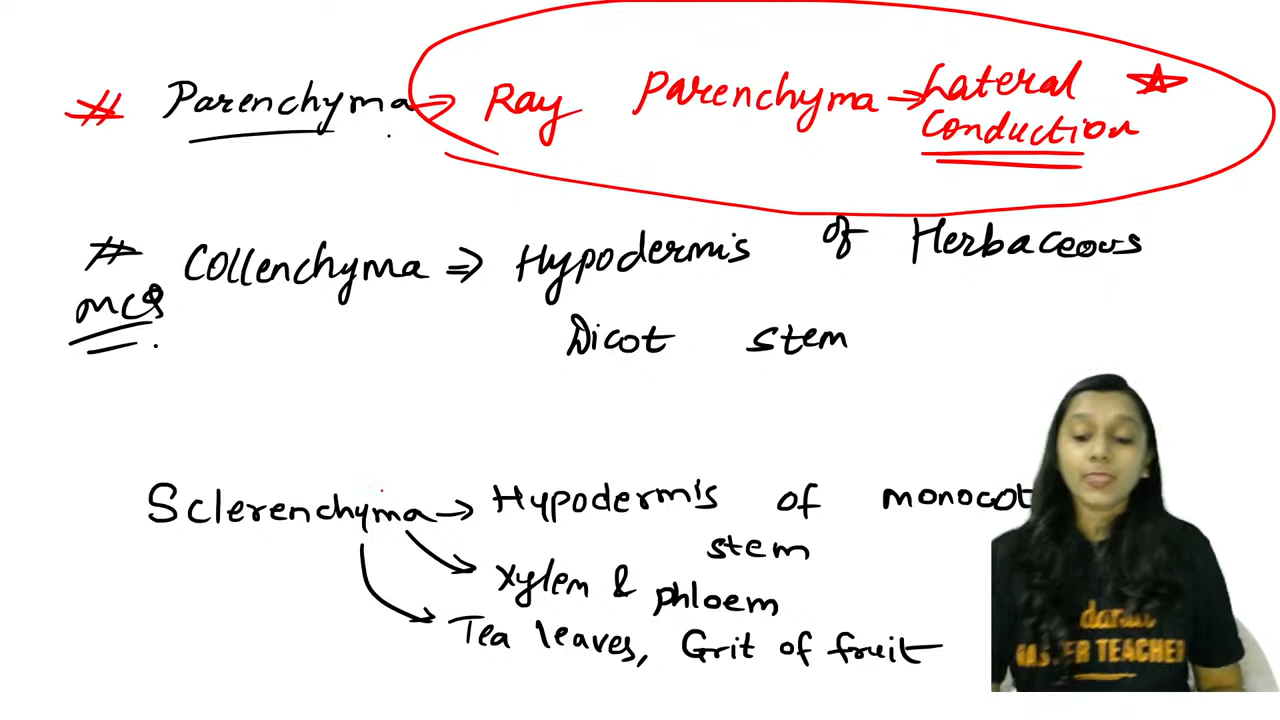 # Parenchyma → Ray Parenchyma → Lateral
Conduction
# Collenchyma ⇒ Hypodermis of Herbaceous
MCQ
Dicot stem
Sclerenchyma → Hypodermis of monocot
stem
Xylem & phloem
Tea leaves, Grit of fruit
TEACHER